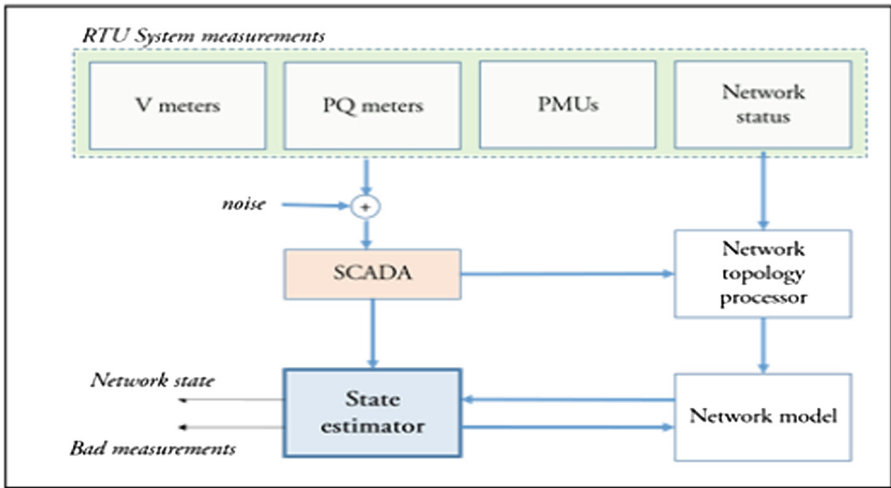 RTU System measurements
V meters
PQ meters
PMUs
Network
status
noise
+
SCADA
Network
topology
processor
Network state
Bad measurements
State
estimator
Network model